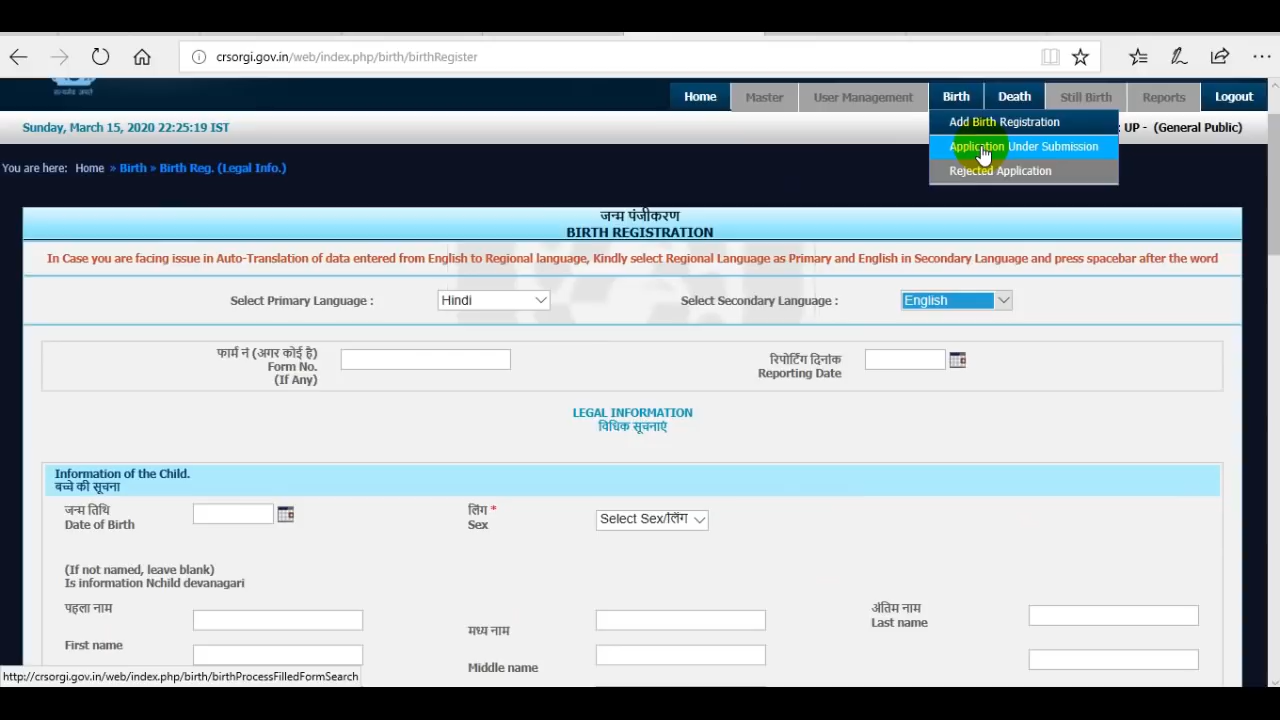 crsorgi.gov.in/web/index.php/birth/birthRegister
Home Master User Management Birth Death Still Birth Reports Logout
Sunday, March 15, 2020 22:25:19 IST
: UP - (General Public)
Add Birth Registration
Application Under Submission
Rejected Application
You are here: Home » Birth » Birth Reg. (Legal Info.)
जन्म पंजीकरण
BIRTH REGISTRATION
In Case you are facing issue in Auto-Translation of data entered from English to Regional language, Kindly select Regional Language as Primary and English in Secondary Language and press spacebar after the word
Select Primary Language : Hindi Select Secondary Language : English
फार्म नं (अगर कोई है)
Form No.
(If Any)
रिपोर्टिंग दिनांक
Reporting Date
LEGAL INFORMATION
विधिक सूचनाएं
Information of the Child.
बच्चे की सूचना
जन्म तिथि
Date of Birth
लिंग *
Sex
Select Sex/लिंग
(If not named, leave blank)
Is information Nchild devanagari
पहला नाम
First name
मध्य नाम
Middle name
अंतिम नाम
Last name
http://crsorgi.gov.in/web/index.php/birth/birthProcessFilledFormSearch